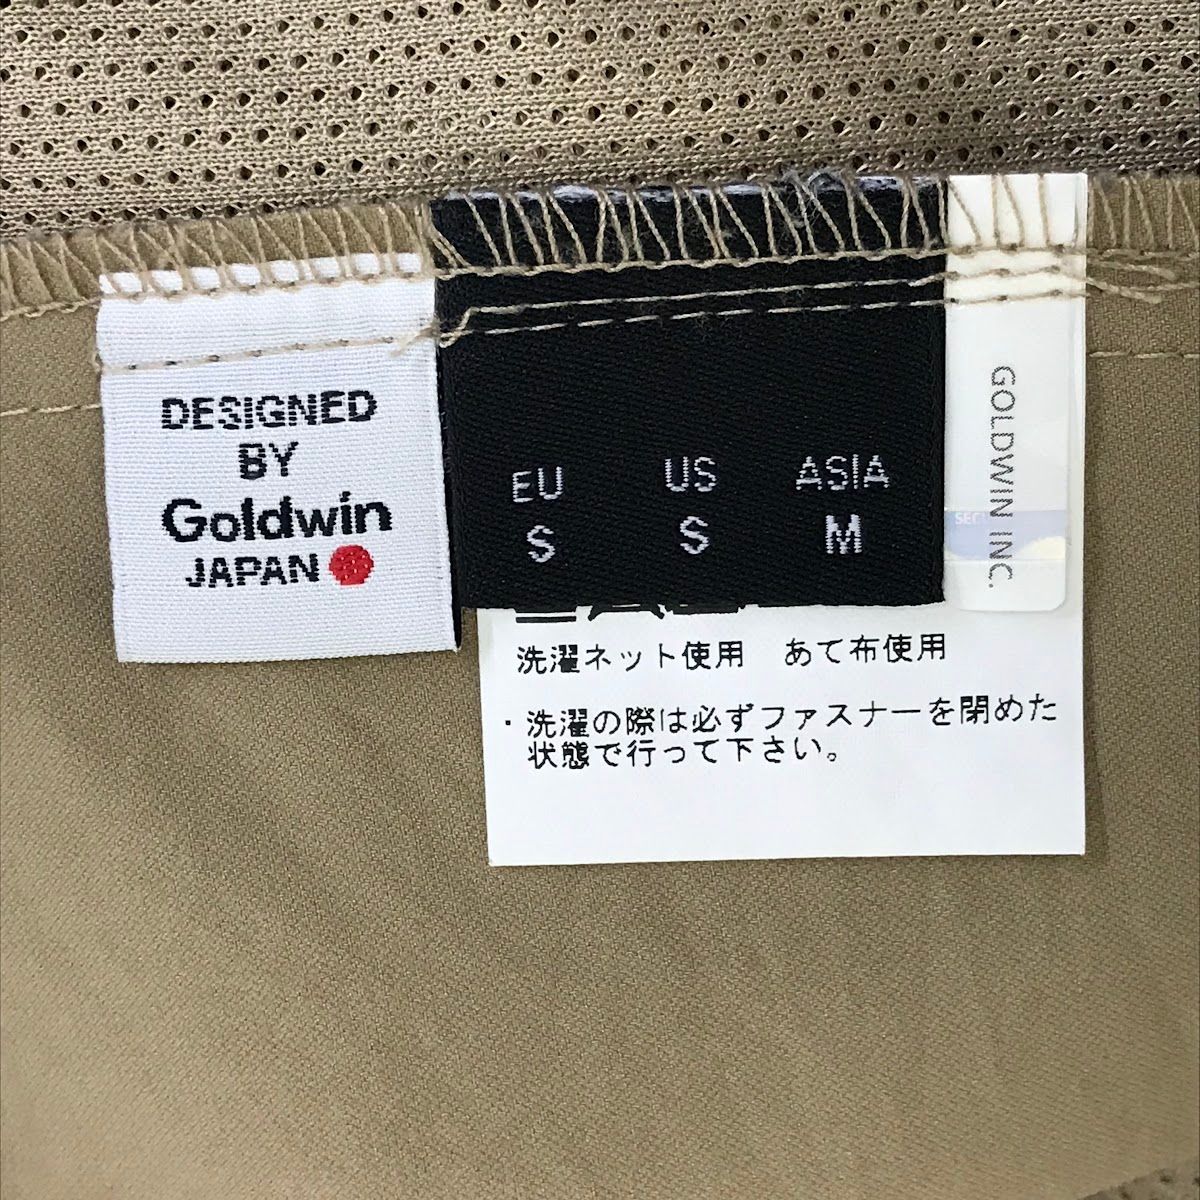 DESIGNED
BY
Goldwin
JAPAN
EU US ASIA
S S M
GOLDWIN INC.
洗濯ネット使用 あて布使用
・洗濯の際は必ずファスナーを閉めた
状態で行って下さい。